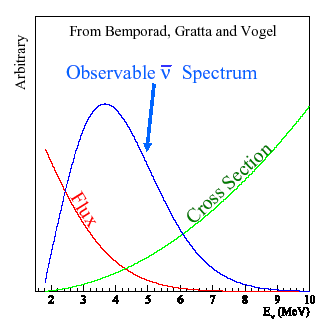 From Bemporad, Gratta and Vogel
Observable ν̅ Spectrum
Arbitrary
Flux
Cross Section
2 3 4 5 6 7 8 9 10
Eν (MeV)